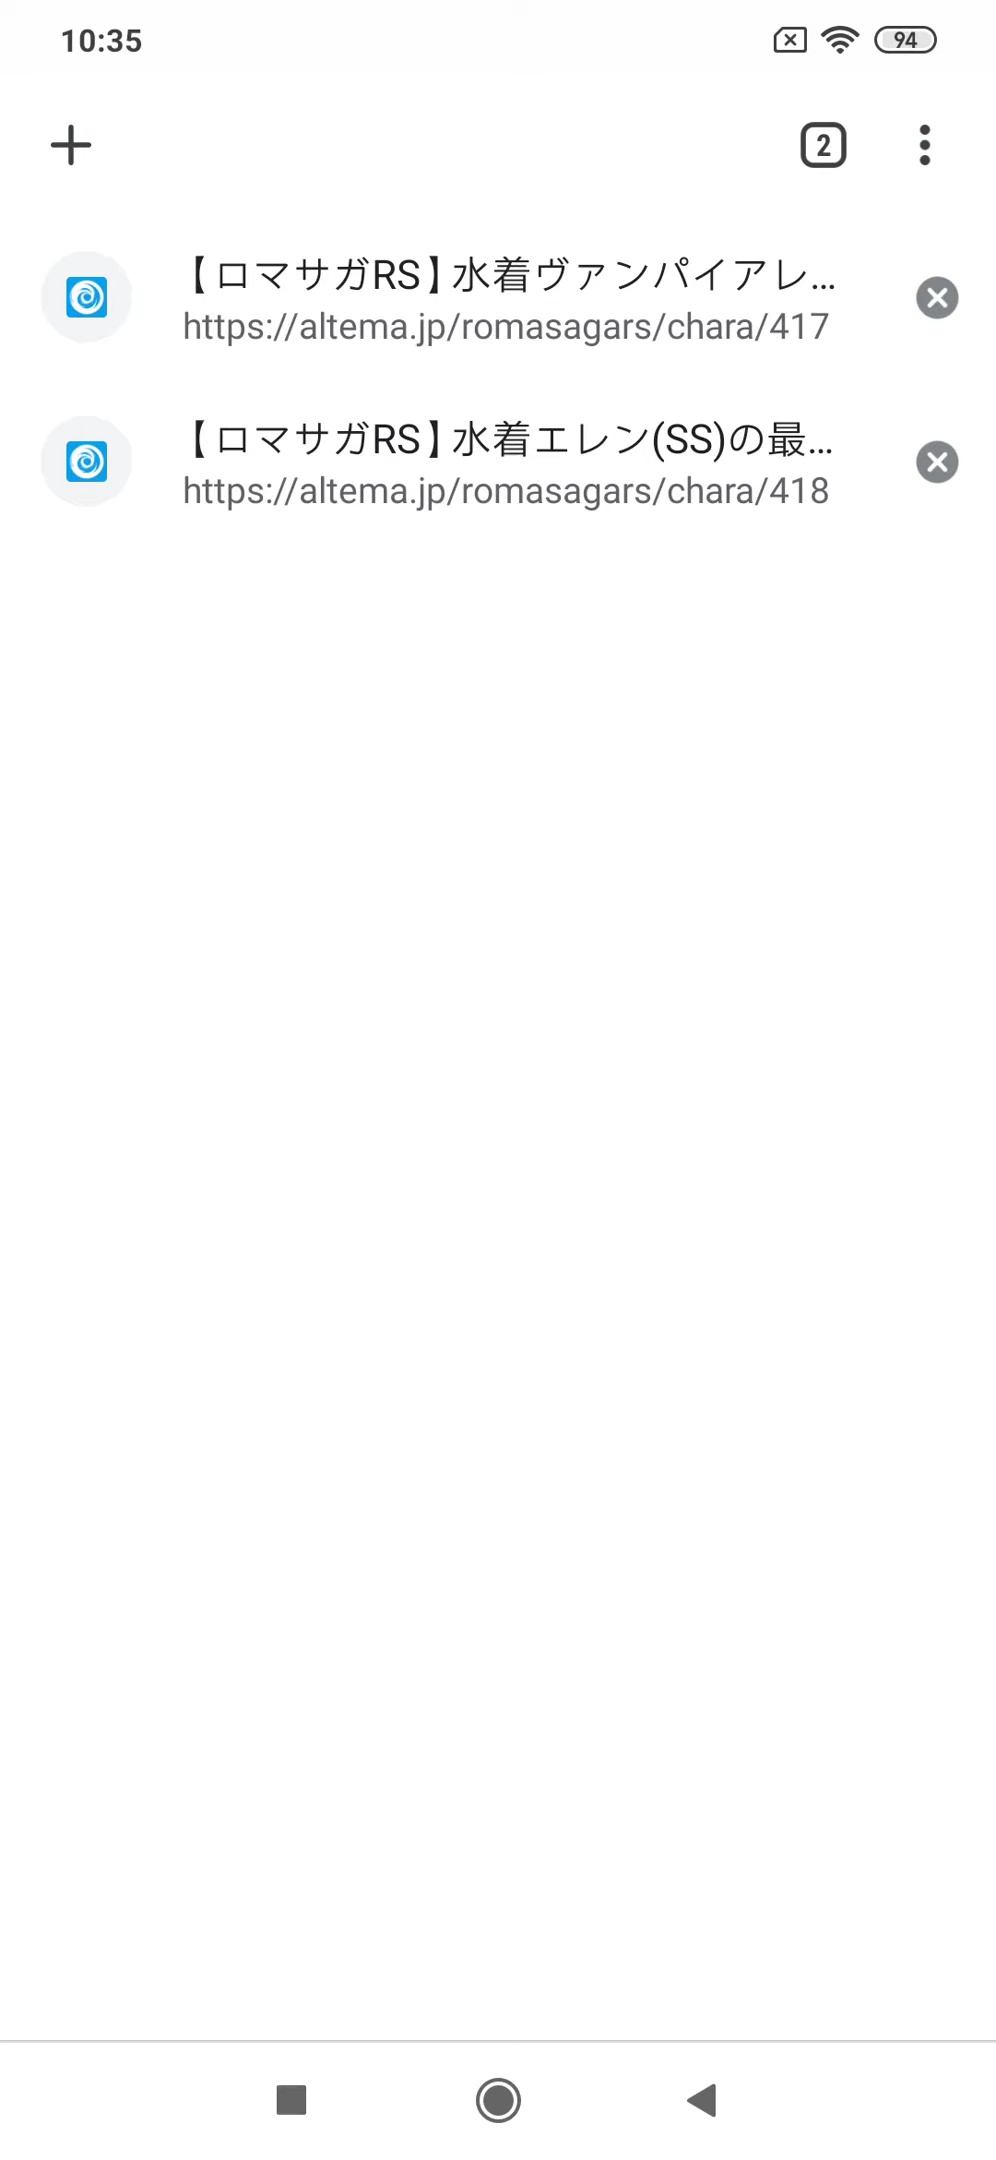 10:35
94
2
【ロマサガRS】水着ヴァンパイアレ...
https://altema.jp/romasagars/chara/417
【ロマサガRS】水着エレン(SS)の最...
https://altema.jp/romasagars/chara/418